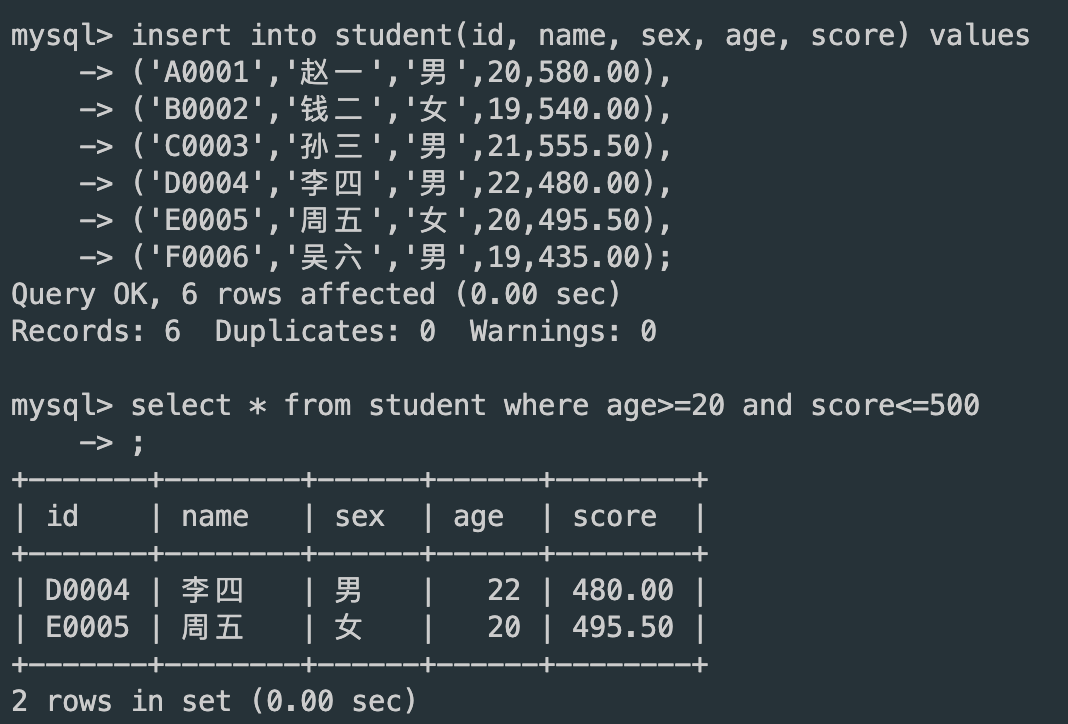 mysql> insert into student(id, name, sex, age, score) values
    -> ('A0001','赵一','男',20,580.00),
    -> ('B0002','钱二','女',19,540.00),
    -> ('C0003','孙三','男',21,555.50),
    -> ('D0004','李四','男',22,480.00),
    -> ('E0005','周五','女',20,495.50),
    -> ('F0006','吴六','男',19,435.00);
Query OK, 6 rows affected (0.00 sec)
Records: 6  Duplicates: 0  Warnings: 0

mysql> select * from student where age>=20 and score<=500
    -> ;
+-------+--------+------+------+--------+
| id    | name   | sex  | age  | score  |
+-------+--------+------+------+--------+
| D0004 | 李四   | 男   |   22 | 480.00 |
| E0005 | 周五   | 女   |   20 | 495.50 |
+-------+--------+------+------+--------+
2 rows in set (0.00 sec)